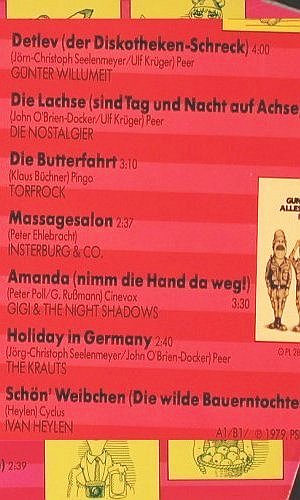 Detlev (der Diskotheken-Schreck) 4:00
(Jörn-Christoph Seelenmeyer/Ulf Krüger) Peer
GÜNTER WILLUMEIT
Die Lachse (sind Tag und Nacht auf Achse
(John O'Brien-Docker/Ulf Krüger) Peer
DIE NOSTALGIER
Die Butterfahrt 3:10
(Klaus Büchner) Pingo
TORFROCK
Massagesalon 2:37
(Peter Ehlebracht)
INSTERBURG & CO.
Amanda (nimm die Hand da weg!)
(Peter Poll/G. Rußmann) Cinevox
3:30
GIGI & THE NIGHT SHADOWS
Holiday in Germany 2:40
(Jörg-Christoph Seelenmeyer/John O'Brien-Docker) Peer
THE KRAUTS
Schön' Weibchen (Die wilde Bauerntochte
(Heylen) Cyclus
IVAN HEYLEN
A1/B1/ ℗ 1979, PS
) 2:39
GUN
ALLES
© PL 28